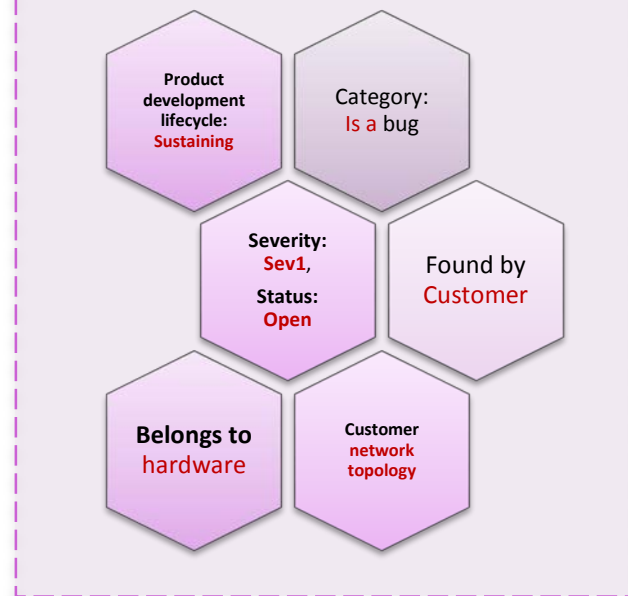 Product
development
lifecycle:
Sustaining
Category:
Is a bug
Severity:
Sev1,
Status:
Open
Found by
Customer
Belongs to
hardware
Customer
network
topology